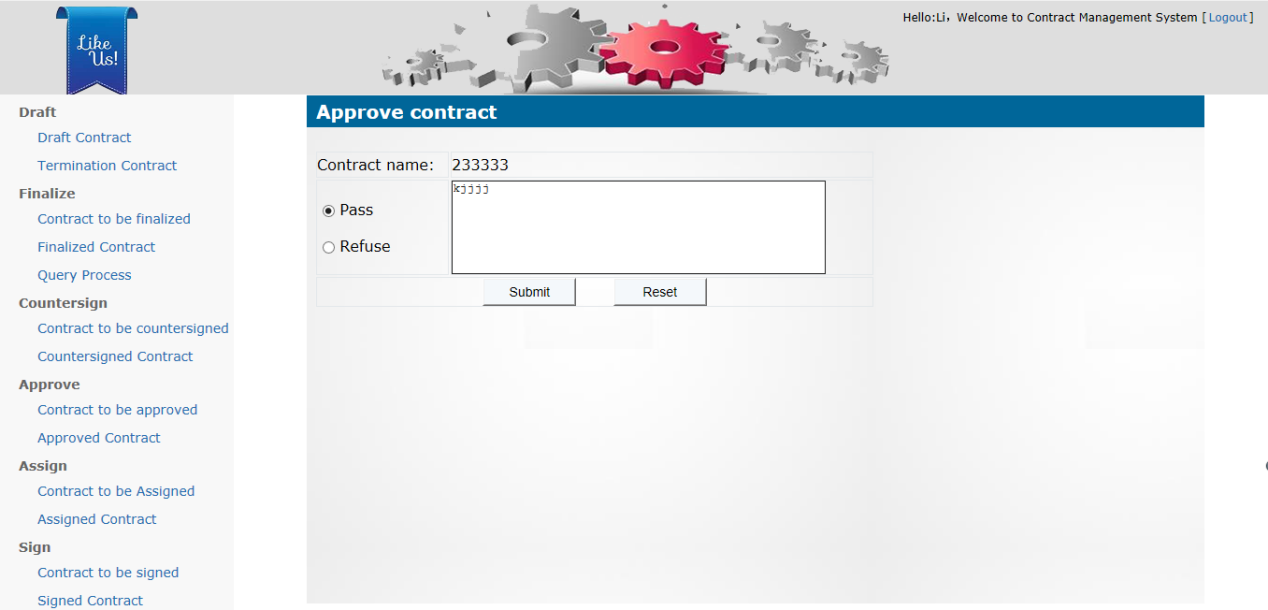 Like
Us!
Hello:Li，Welcome to Contract Management System [Logout]
Draft
Draft Contract
Termination Contract
Finalize
Contract to be finalized
Finalized Contract
Query Process
Countersign
Contract to be countersigned
Countersigned Contract
Approve
Contract to be approved
Approved Contract
Assign
Contract to be Assigned
Assigned Contract
Sign
Contract to be signed
Signed Contract
Approve contract
Contract name: 233333
Pass
kjjjj
Refuse
Submit Reset